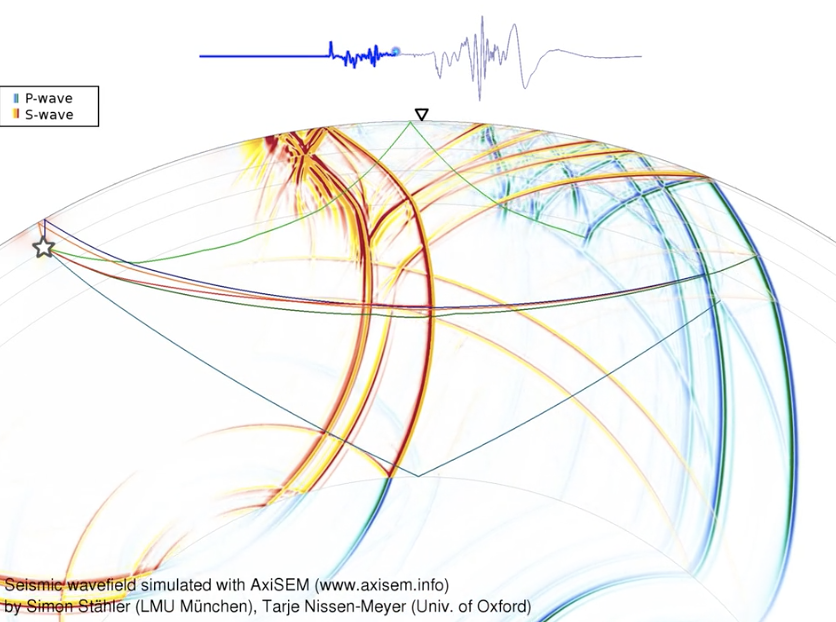 P-wave
S-wave
Seismic wavefield simulated with AxiSEM (www.axisem.info)
by Simon Stähler (LMU München), Tarje Nissen-Meyer (Univ. of Oxford)